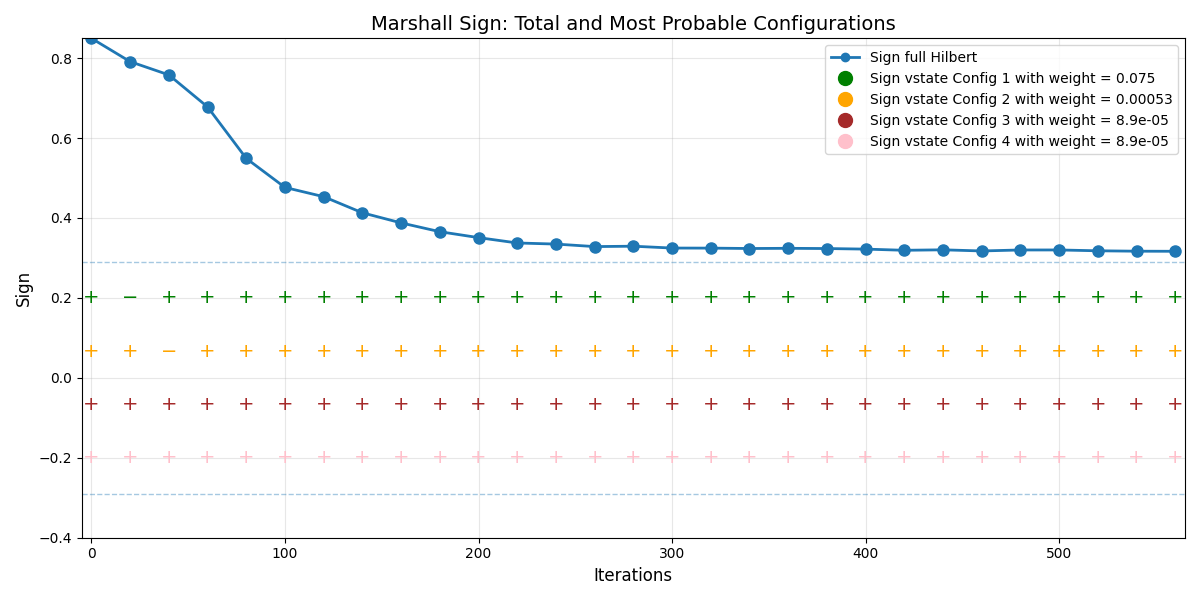 Marshall Sign: Total and Most Probable Configurations
Sign full Hilbert
Sign vstate Config 1 with weight = 0.075
Sign vstate Config 2 with weight = 0.00053
Sign vstate Config 3 with weight = 8.9e-05
Sign vstate Config 4 with weight = 8.9e-05
Sign
0.8
0.6
0.4
0.2
0.0
−0.2
−0.4
0 100 200 300 400 500
Iterations